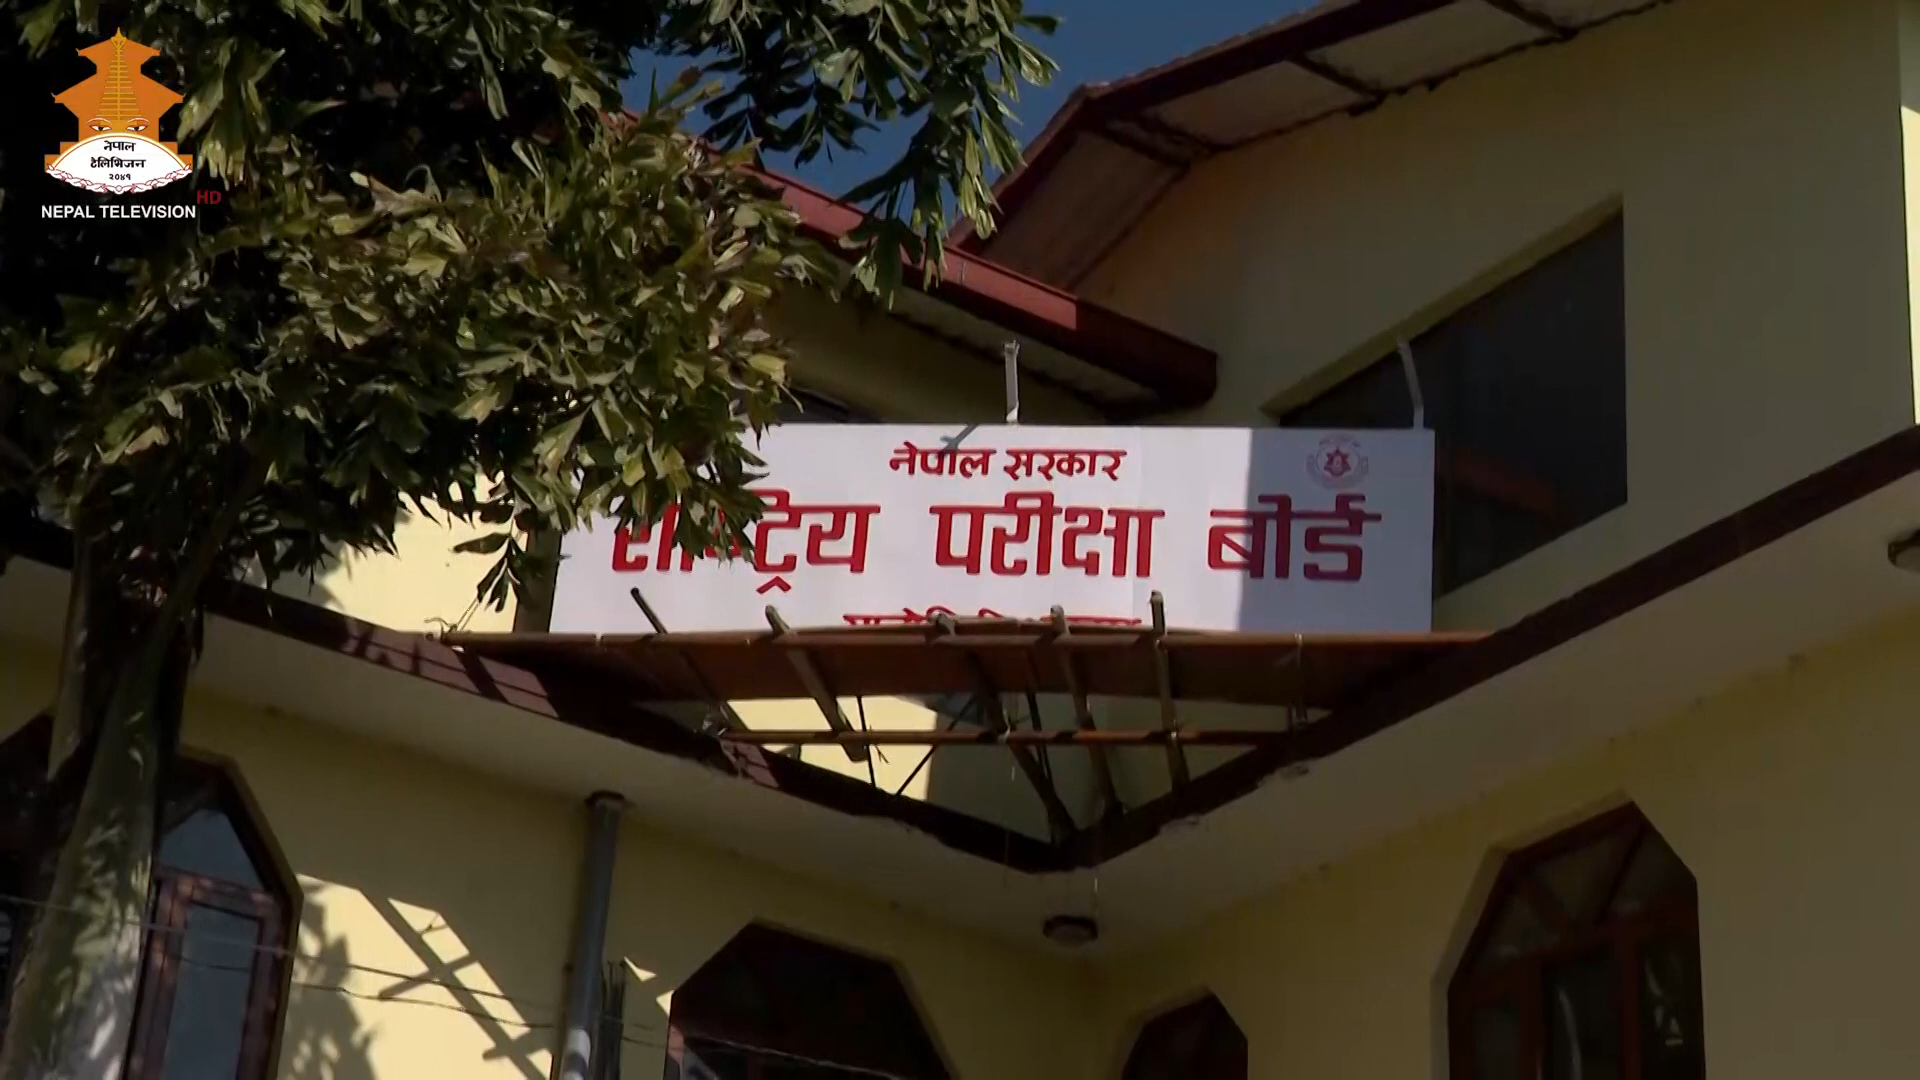 नेपाल
टेलिभिजन
२०४१
NEPAL TELEVISION HD
नेपाल सरकार
राष्ट्रिय परीक्षा बोर्ड